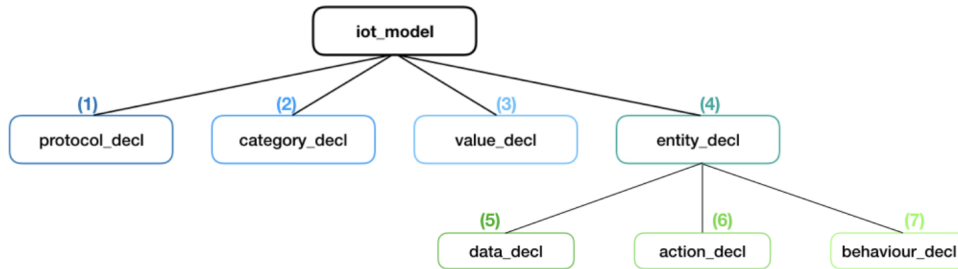 iot_model
(1) (2) (3) (4)
protocol_decl category_decl value_decl entity_decl
(5) (6) (7)
data_decl action_decl behaviour_decl